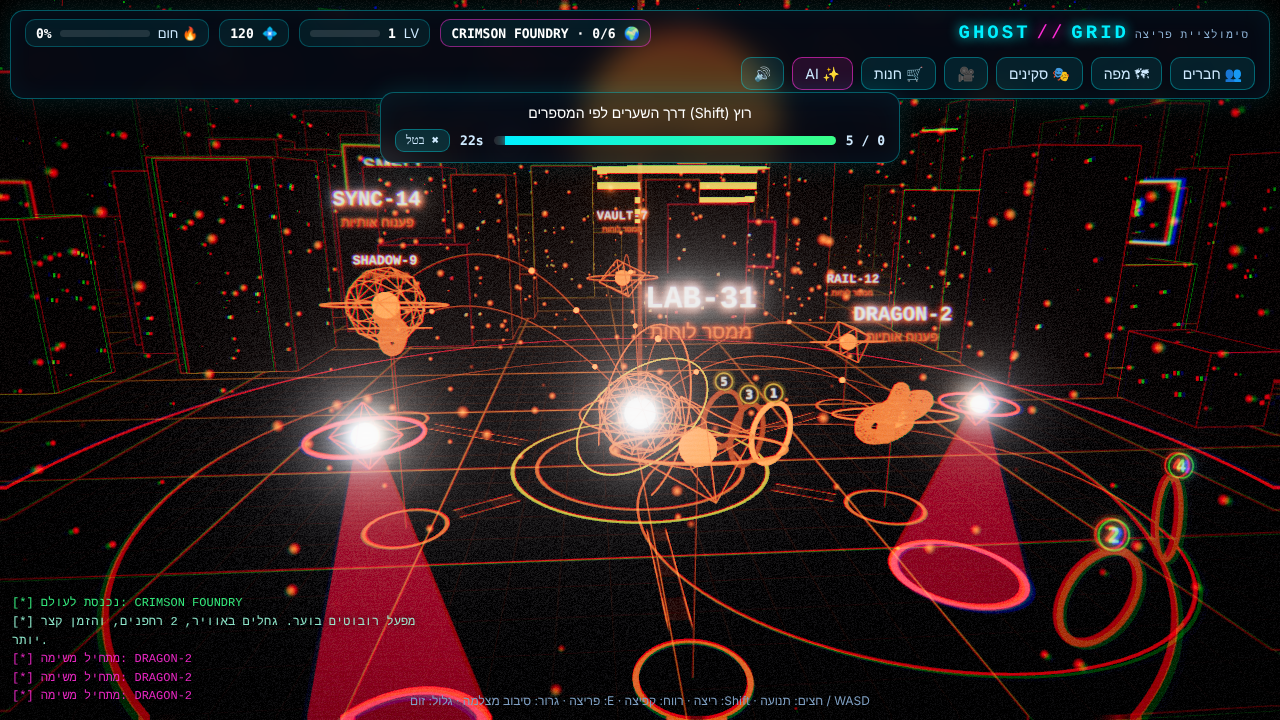 GHOST // GRID סימולציית פריצה
🌍 CRIMSON FOUNDRY · 0/6
LV 1
💠 120
🔥 חום 0%
👥 חברים
🗺 מפה
🎭 סקינים
🎥
🛒 חנות
✨ AI
🔊
רוץ (Shift) דרך השערים לפי המספרים
5 / 0
22s
✖ בטל
SYNC-14
פענוח אותיות
SHADOW-9
VAULT-7
LAB-31
ממסר לוחות
RAIL-12
DRAGON-2
פענוח אותיות
5
3
1
4
2
[*] נכנסת לעולם: CRIMSON FOUNDRY
[*] מפעל רובוטים בוער. גחלים באוויר, 2 רחפנים, והזמן קצר יותר.
[*] מתחיל משימה: DRAGON-2
[*] מתחיל משימה: DRAGON-2
[*] מתחיל משימה: DRAGON-2
WASD / חצים: תנועה · Shift: ריצה · רווח: קפיצה · E: פריצה · גרור: סיבוב מצלמה · גלול: זום